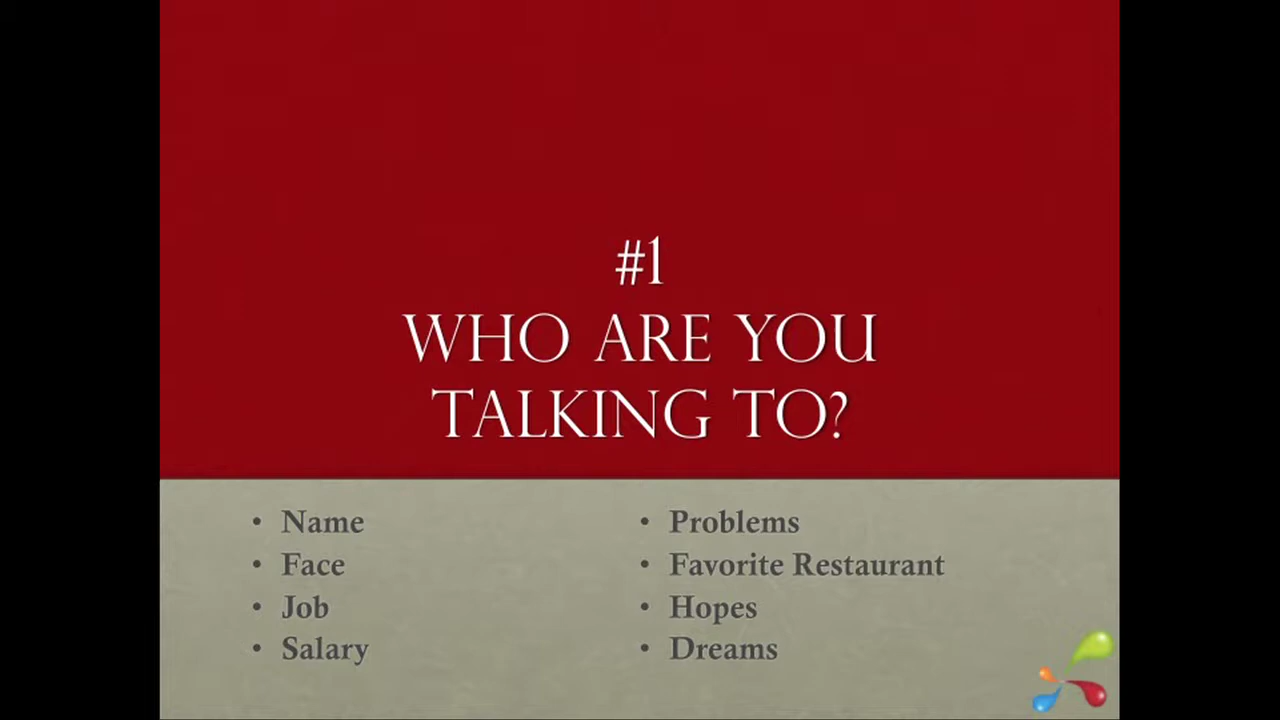 #1
WHO ARE YOU
TALKING TO?
• Name
• Face
• Job
• Salary
• Problems
• Favorite Restaurant
• Hopes
• Dreams